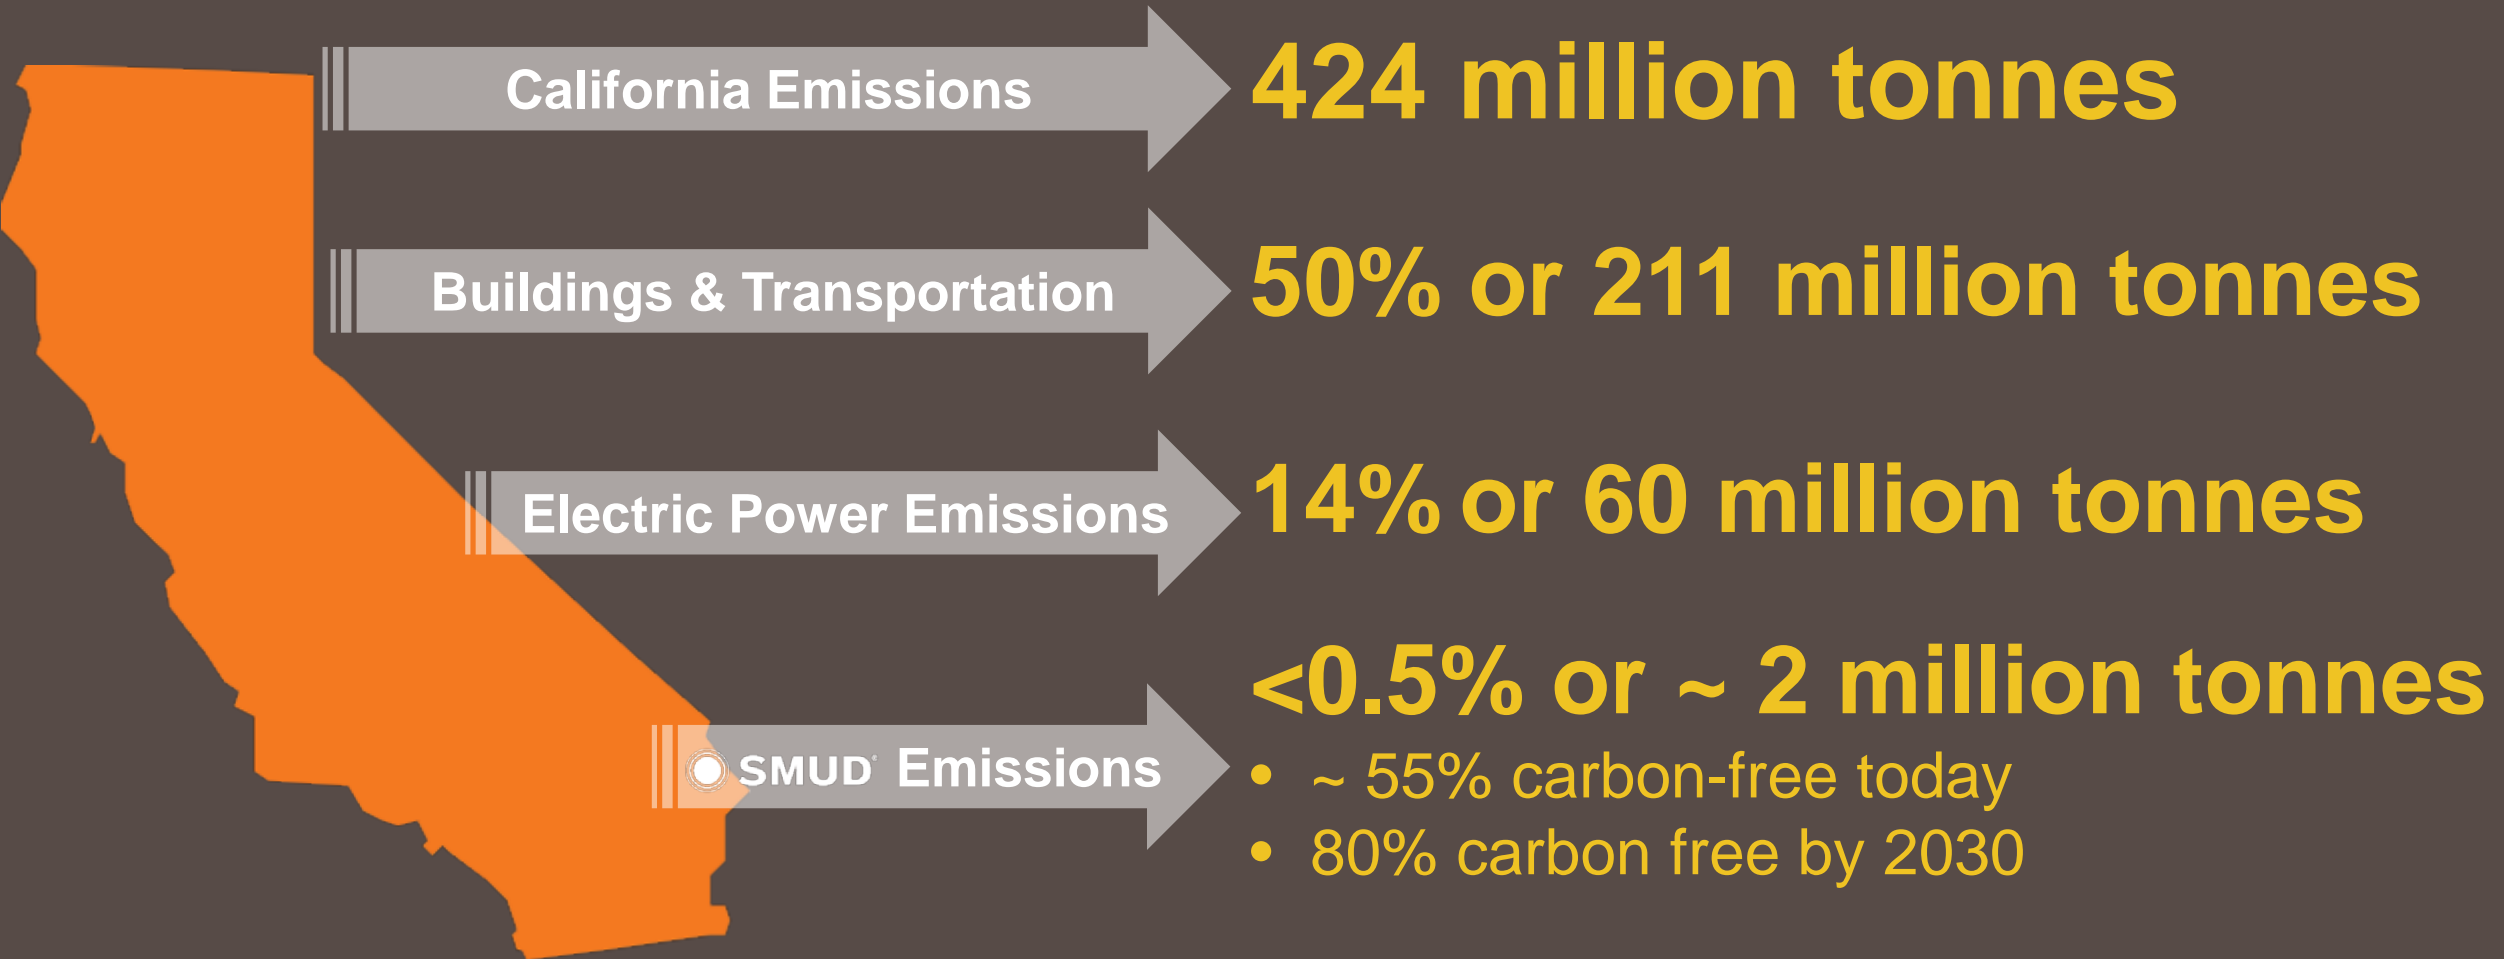 California Emissions
424 million tonnes
Buildings & Transportation
50% or 211 million tonnes
Electric Power Emissions
14% or 60 million tonnes
<0.5% or ~ 2 million tonnes
SMUD® Emissions
• ~ 55% carbon-free today
• 80% carbon free by 2030